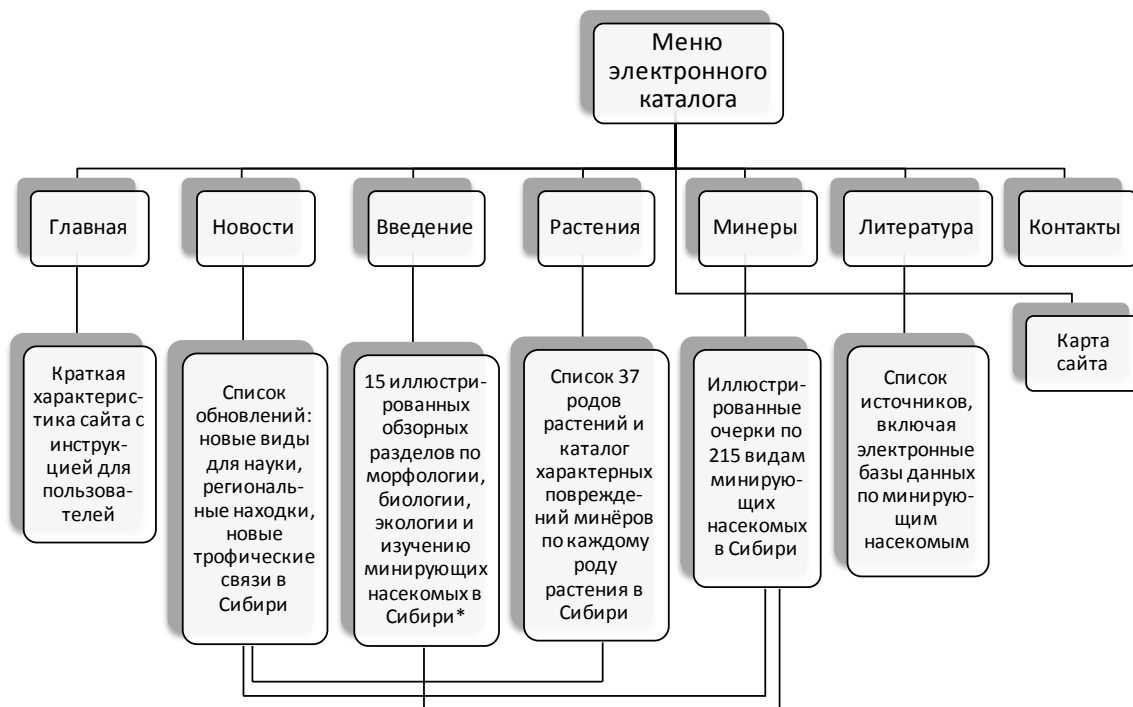 Меню
электронного
каталога
Главная
Новости
Введение
Растения
Минеры
Литература
Контакты
Краткая
характерис-
тика сайта с
инструк-
цией для
пользова-
телей
Список
обновлений:
новые виды
для науки,
региональ-
ные находки,
новые
трофические
связи в
Сибири
15 иллюстри-
рованных
обзорных
разделов по
морфологии,
биологии,
экологии и
изучению
минирующих
насекомых в
Сибири*
Список 37
родов
растений и
каталог
характерных
повреж­де-
ний минёров
по каждому
роду
растения в
Сибири
Иллюстри-
рованные
очерки по
215 видам
минирую-
щих
насекомых
в Сибири
Список
источников,
включая
электронные
базы данных
по минирую-
щим
насекомым
Карта
сайта